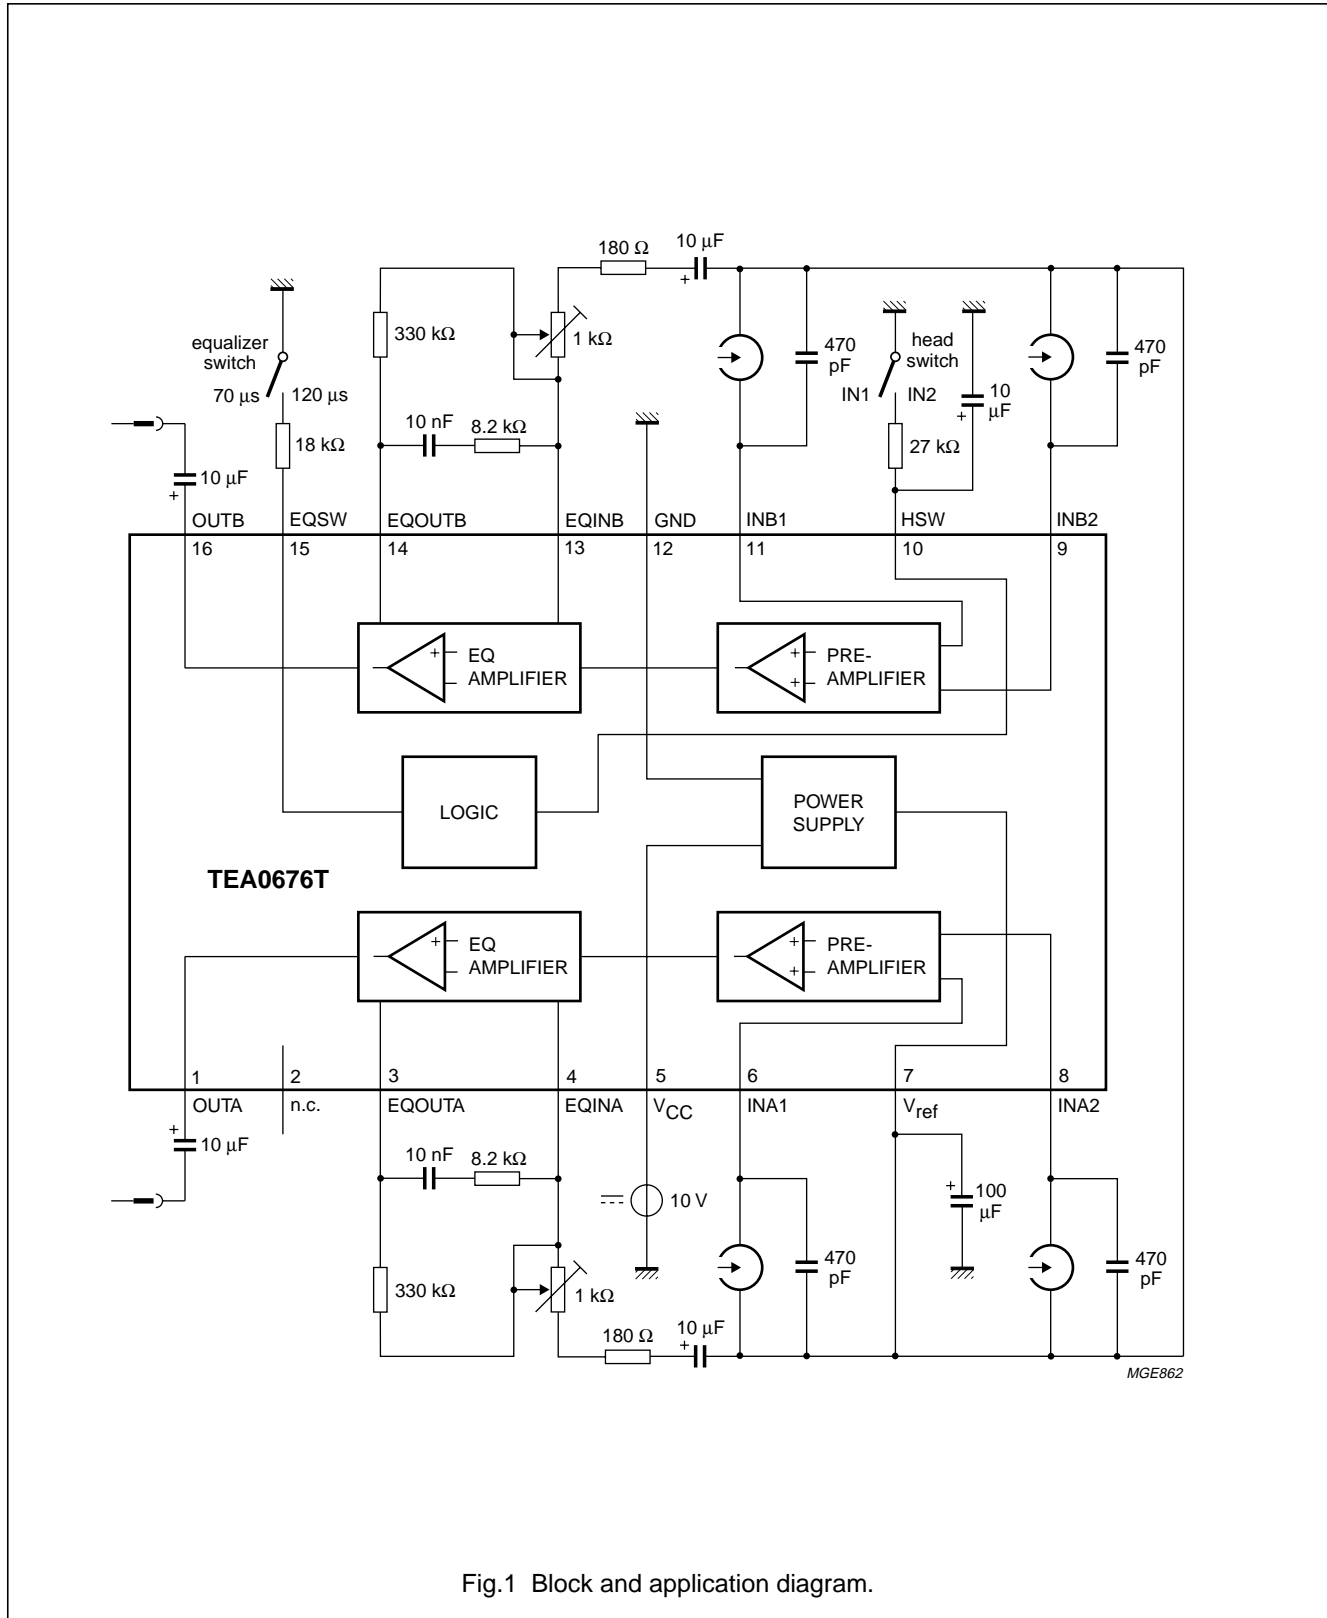 180 Ω
10 µF
+
330 kΩ
1 kΩ
equalizer
switch
70 µs
120 µs
470
pF
head
switch
IN1
IN2
10
µF
+
470
pF
10 nF
8.2 kΩ
18 kΩ
27 kΩ
10 µF
+
OUTB
EQSW
EQOUTB
EQINB
GND
INB1
HSW
INB2
16
15
14
13
12
11
10
9
+
EQ
AMPLIFIER
+
+
PRE-
AMPLIFIER
LOGIC
POWER
SUPPLY
TEA0676T
+
EQ
AMPLIFIER
+
+
PRE-
AMPLIFIER
1
2
3
4
5
6
7
8
OUTA
n.c.
EQOUTA
EQINA
VCC
INA1
Vref
INA2
+
10 µF
10 nF
8.2 kΩ
10 V
+
100
µF
330 kΩ
1 kΩ
470
pF
470
pF
180 Ω
10 µF
+
MGE862
Fig.1 Block and application diagram.